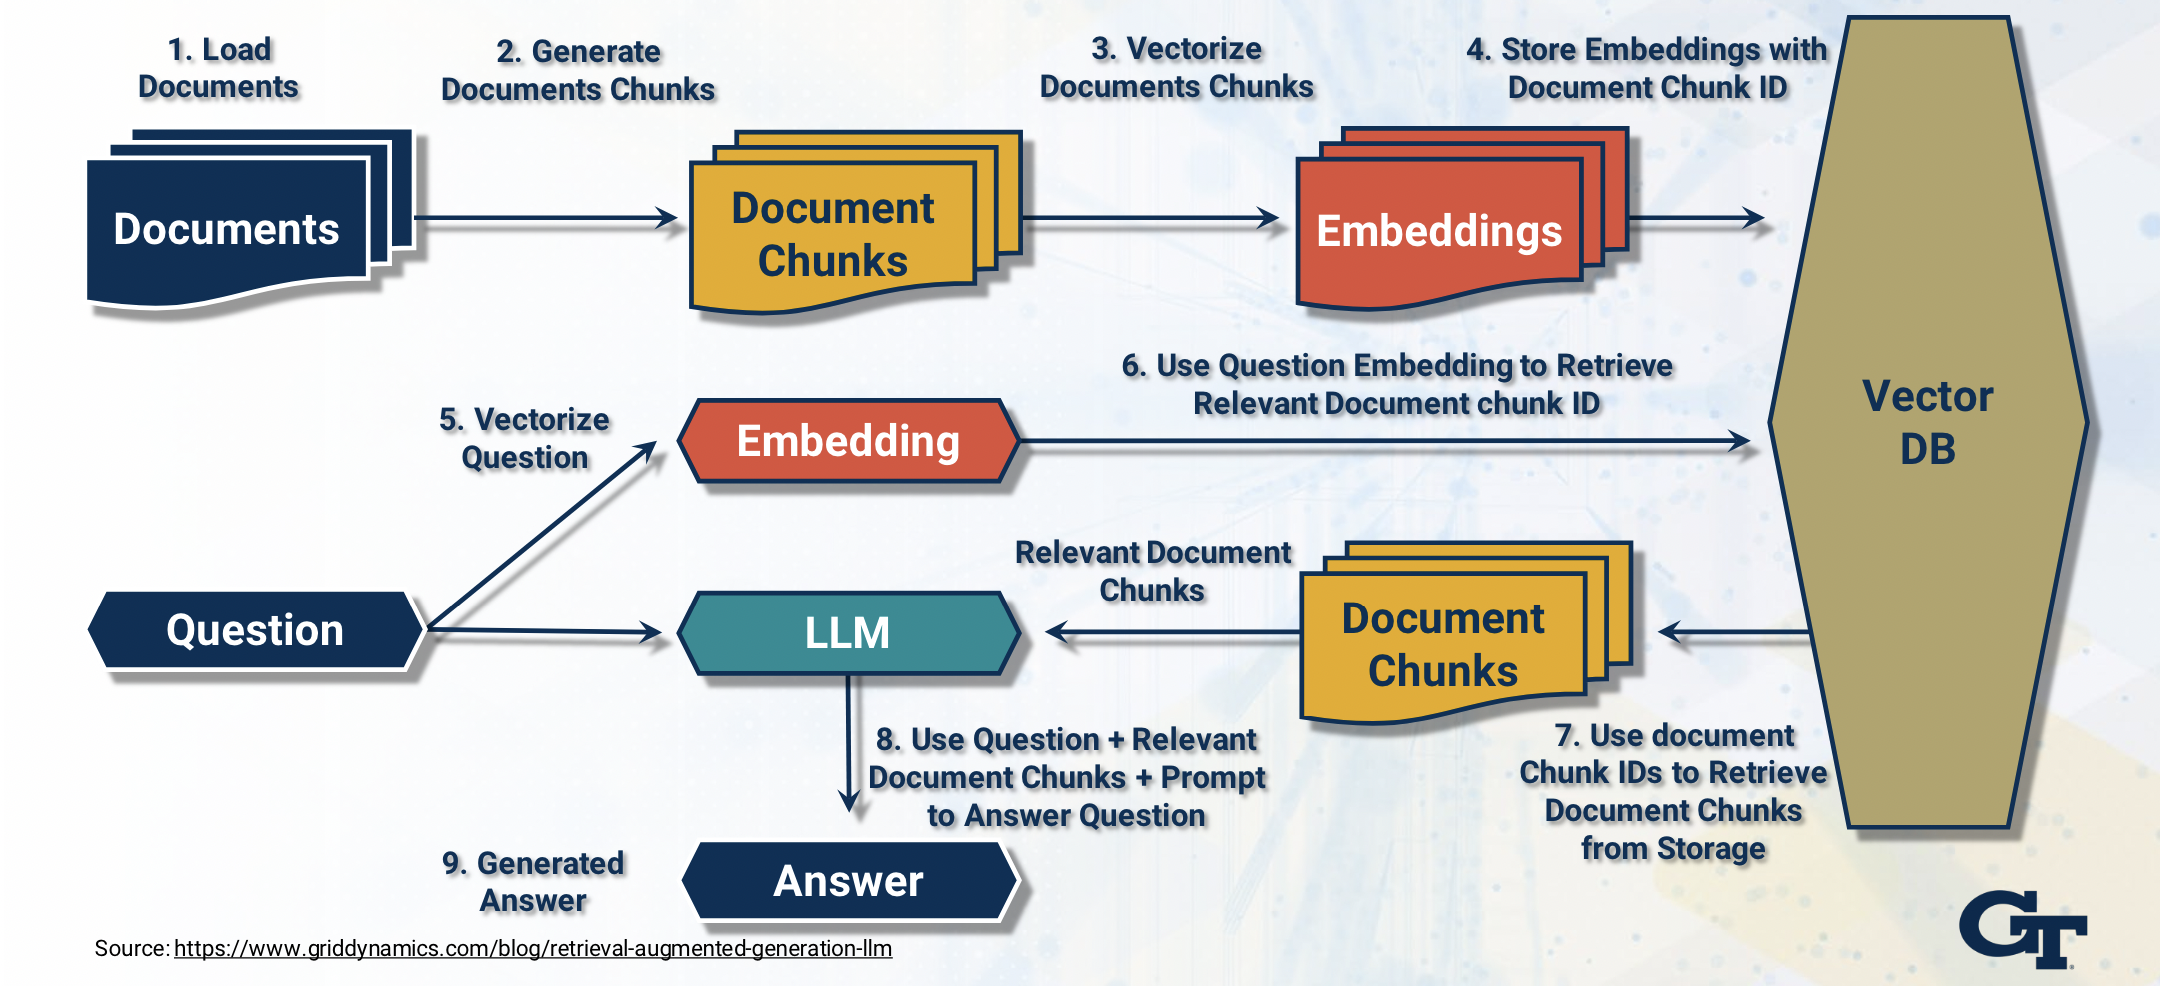 1. Load
Documents
2. Generate
Documents Chunks
3. Vectorize
Documents Chunks
4. Store Embeddings with
Document Chunk ID
Documents
Document
Chunks
Embeddings
Vector
DB
5. Vectorize
Question
Embedding
6. Use Question Embedding to Retrieve
Relevant Document chunk ID
Question
LLM
Relevant Document
Chunks
Document
Chunks
7. Use document
Chunk IDs to Retrieve
Document Chunks
from Storage
8. Use Question + Relevant
Document Chunks + Prompt
to Answer Question
9. Generated
Answer
Answer
Source: https://www.griddynamics.com/blog/retrieval-augmented-generation-llm
GT